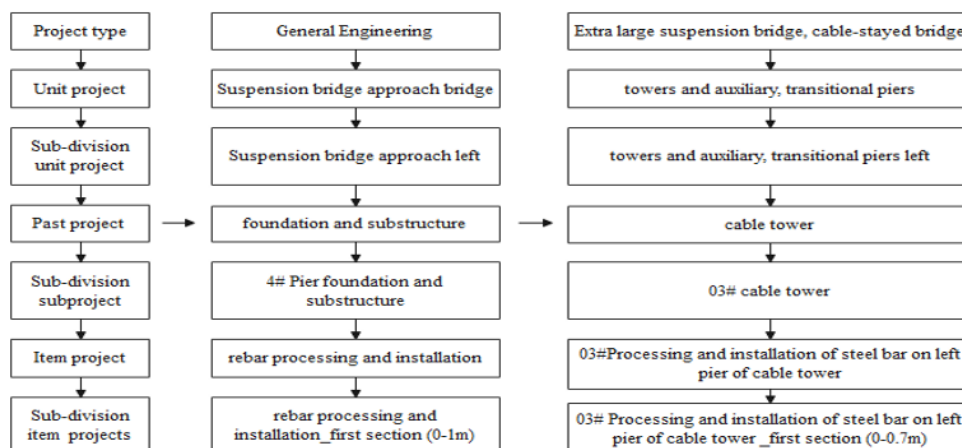 Project type
General Engineering
Extra large suspension bridge, cable-stayed bridge
Unit project
Suspension bridge approach bridge
towers and auxiliary, transitional piers
Sub-division
unit project
Suspension bridge approach left
towers and auxiliary, transitional piers left
Past project
foundation and substructure
cable tower
Sub-division
subproject
4# Pier foundation and
substructure
03# cable tower
Item project
rebar processing and installation
03#Processing and installation of steel bar on left
pier of cable tower
Sub-division
item projects
rebar processing and
installation_first section (0-1m)
03# Processing and installation of steel bar on left
pier of cable tower _first section (0-0.7m)